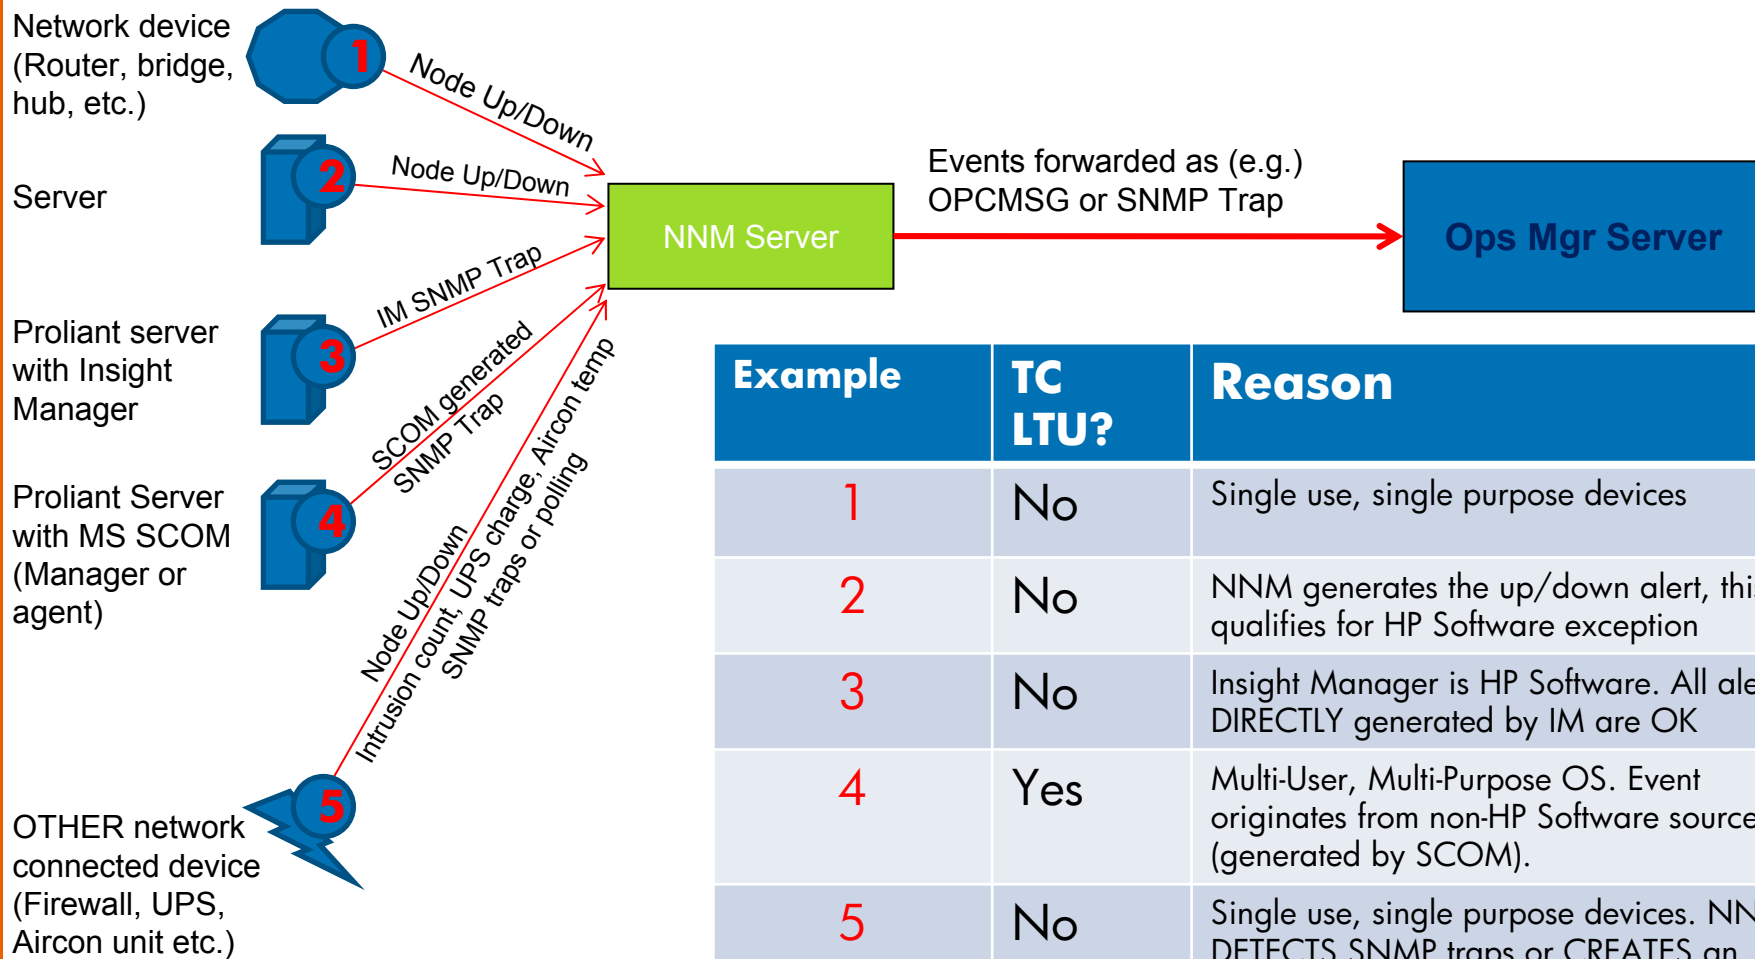 Network device
(Router, bridge,
hub, etc.)
1
Node Up/Down
Server
2
Node Up/Down
Proliant server
with Insight
Manager
3
IM SNMP Trap
Proliant Server
with MS SCOM
(Manager or
agent)
4
SCOM generated
SNMP Trap
OTHER network
connected device
(Firewall, UPS,
Aircon unit etc.)
5
Node Up/Down
Intrusion count, UPS charge, Aircon temp
SNMP traps or polling
NNM Server
Events forwarded as (e.g.)
OPCMSG or SNMP Trap
Ops Mgr Server
Example
TC
LTU?
Reason
1
No
Single use, single purpose devices
2
No
NNM generates the up/down alert,
qualifies for HP Software exception
3
No
Insight Manager is HP Software. All
DIRECTLY generated by IM are OK
4
Yes
Multi-User, Multi-Purpose OS. Event
originates from non-HP Software source
(generated by SCOM).
5
No
Single use, single purpose devices.
DETECTS SNMP traps or CREATES an